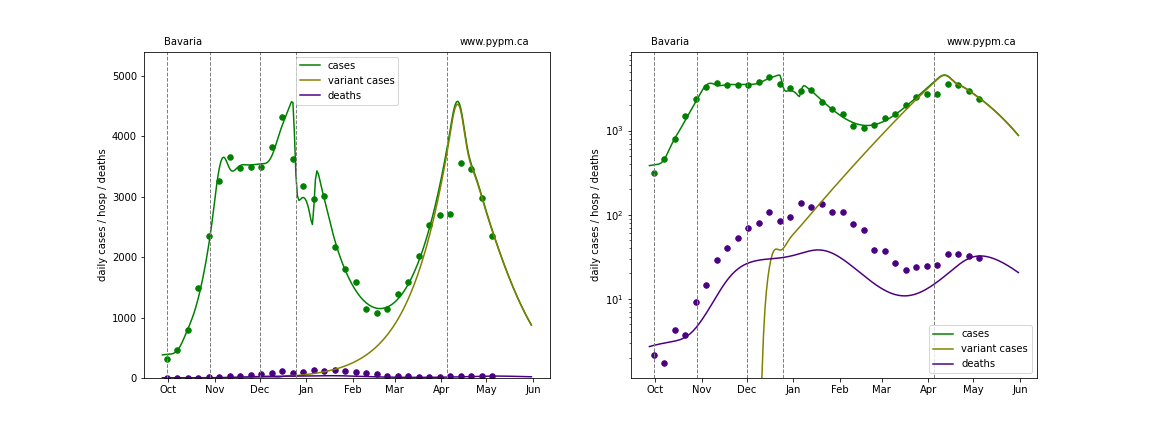 Bavaria www.pypm.ca
cases
variant cases
deaths
daily cases / hosp / deaths
5000
4000
3000
2000
1000
0
Oct Nov Dec Jan Feb Mar Apr May Jun
Bavaria www.pypm.ca
daily cases / hosp / deaths
10³
10²
10¹
cases
variant cases
deaths
Oct Nov Dec Jan Feb Mar Apr May Jun